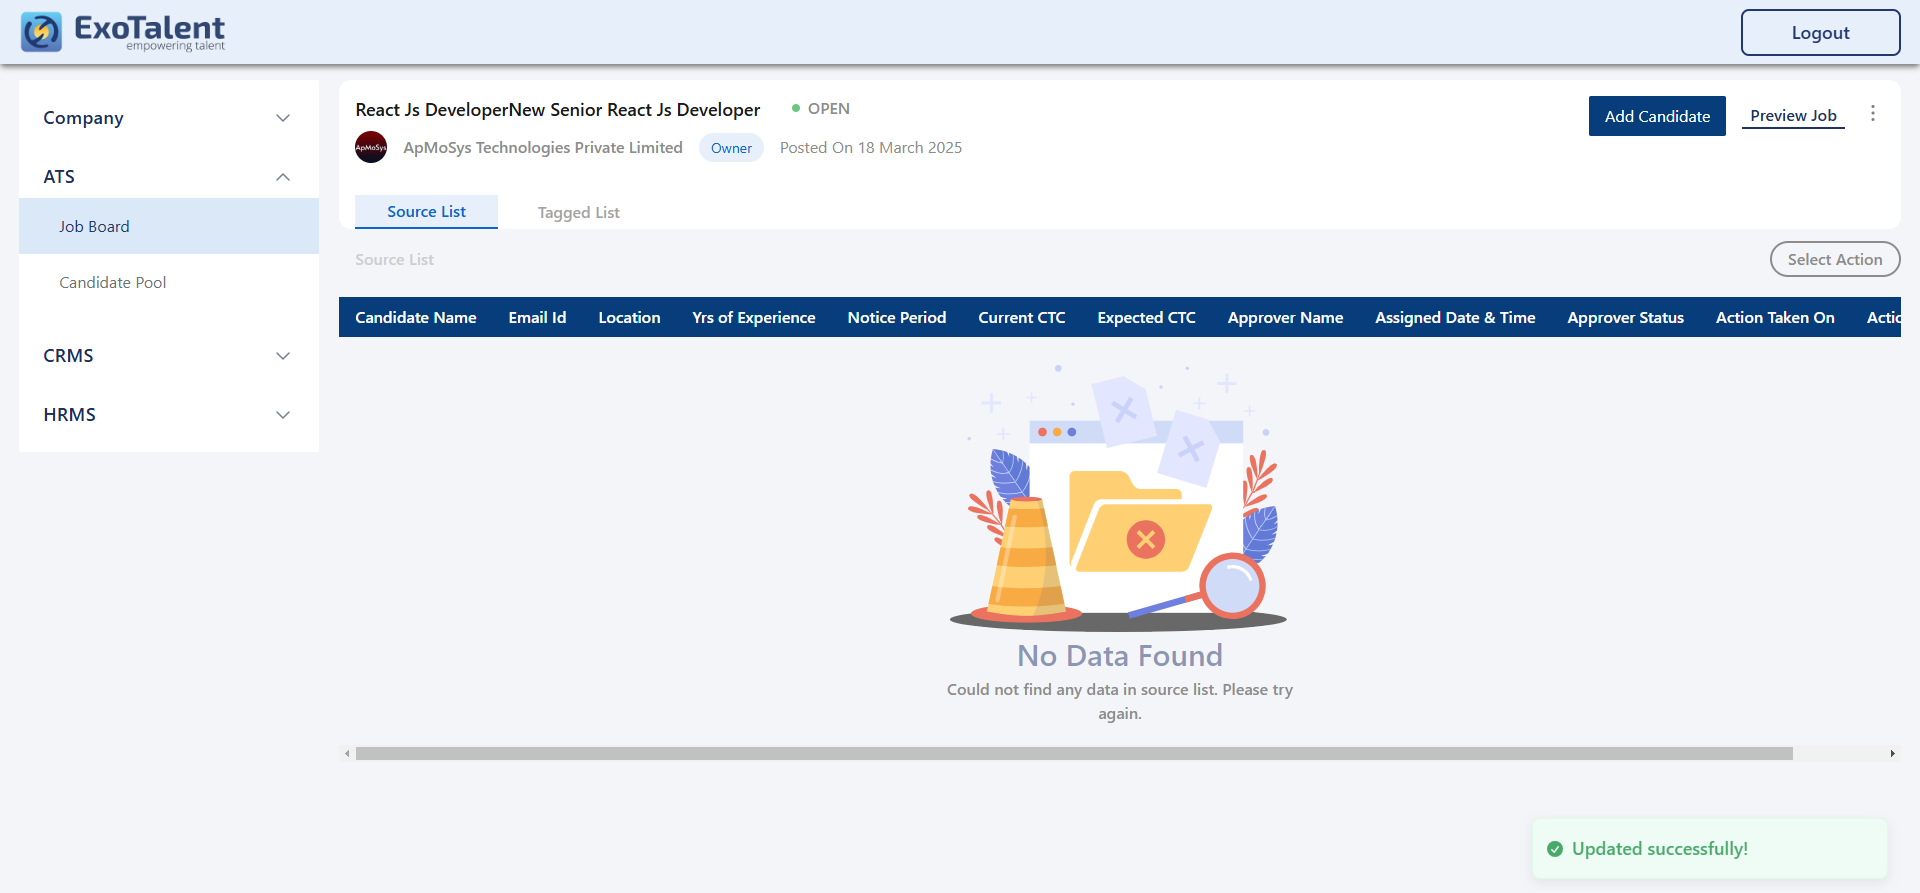 ExoTalent
empowering talent
Logout
Company
ATS
Job Board
Candidate Pool
CRMS
HRMS
React Js DeveloperNew Senior React Js Developer
OPEN
Add Candidate
Preview Job
ApMoSys
ApMoSys Technologies Private Limited
Owner
Posted On 18 March 2025
Source List
Tagged List
Source List
Select Action
Candidate Name Email Id Location Yrs of Experience Notice Period Current CTC Expected CTC Approver Name Assigned Date & Time Approver Status Action Taken On Actic
No Data Found
Could not find any data in source list. Please try
again.
Updated successfully!